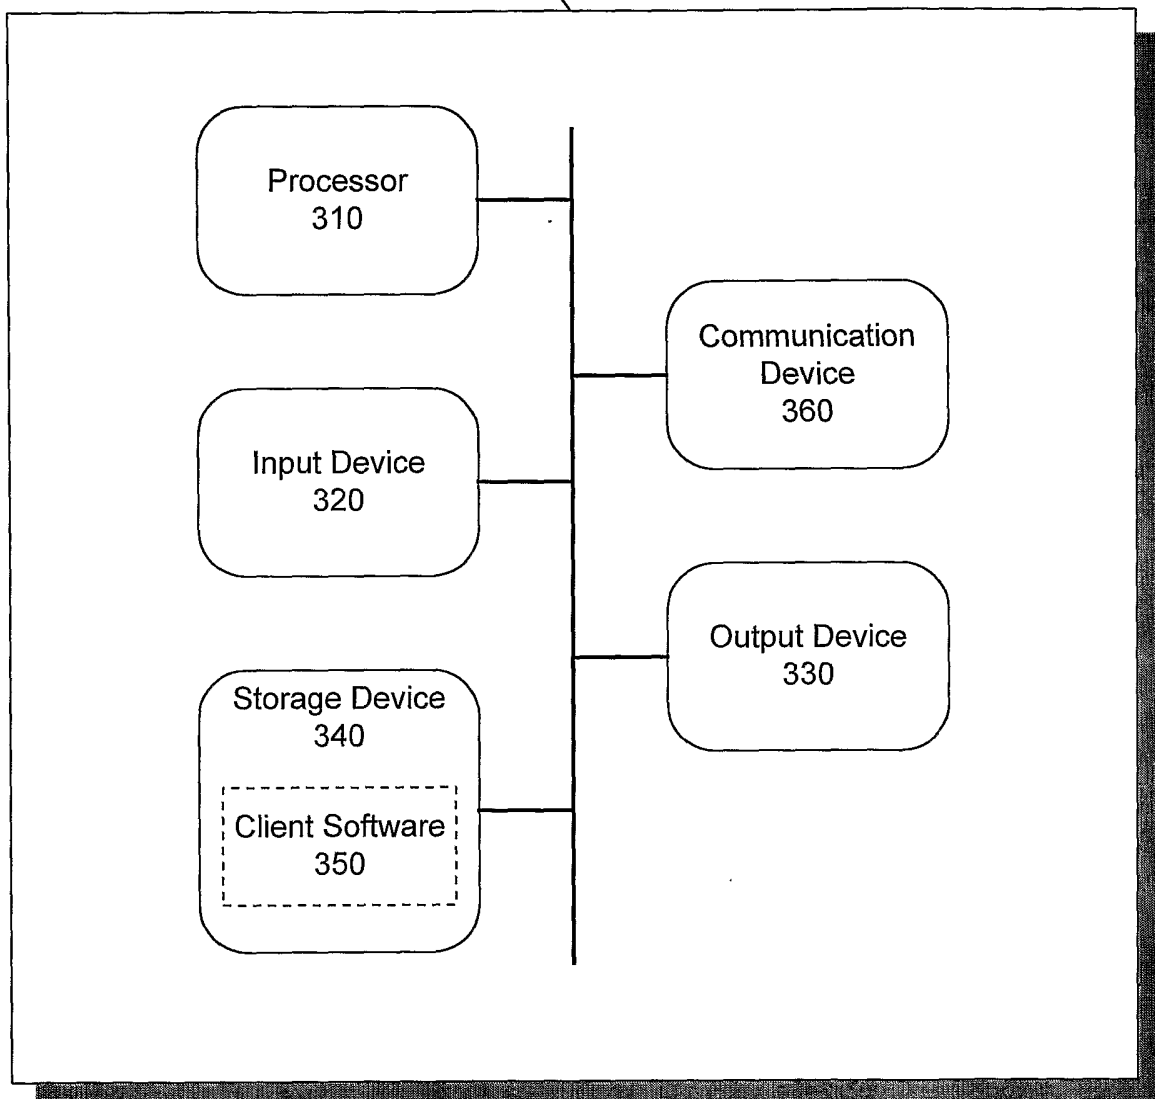 Processor
310
Communication
Device
360
Input Device
320
Output Device
330
Storage Device
340
Client Software
350